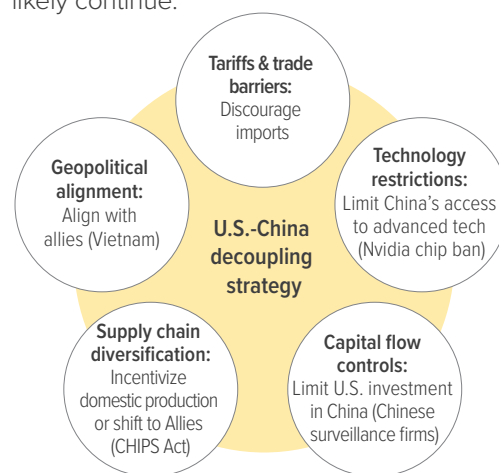 likely continue.
Tariffs & trade
barriers:
Discourage
imports
Geopolitical
alignment:
Align with
allies (Vietnam)
Technology
restrictions:
Limit China’s access
to advanced tech
(Nvidia chip ban)
U.S.-China
decoupling
strategy
Supply chain
diversification:
Incentivize
domestic production
or shift to Allies
(CHIPS Act)
Capital flow
controls:
Limit U.S. investment
in China (Chinese
surveillance firms)